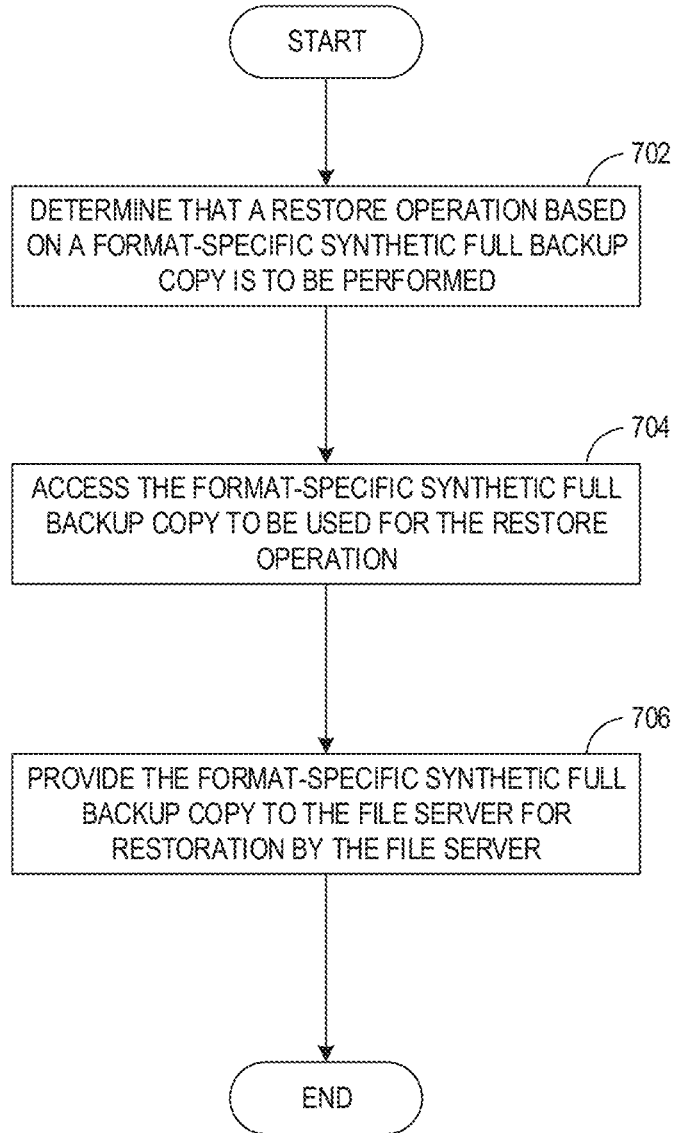 START
702
DETERMINE THAT A RESTORE OPERATION BASED
ON A FORMAT-SPECIFIC SYNTHETIC FULL BACKUP
COPY IS TO BE PERFORMED
704
ACCESS THE FORMAT-SPECIFIC SYNTHETIC FULL
BACKUP COPY TO BE USED FOR THE RESTORE
OPERATION
706
PROVIDE THE FORMAT-SPECIFIC SYNTHETIC FULL
BACKUP COPY TO THE FILE SERVER FOR
RESTORATION BY THE FILE SERVER
END